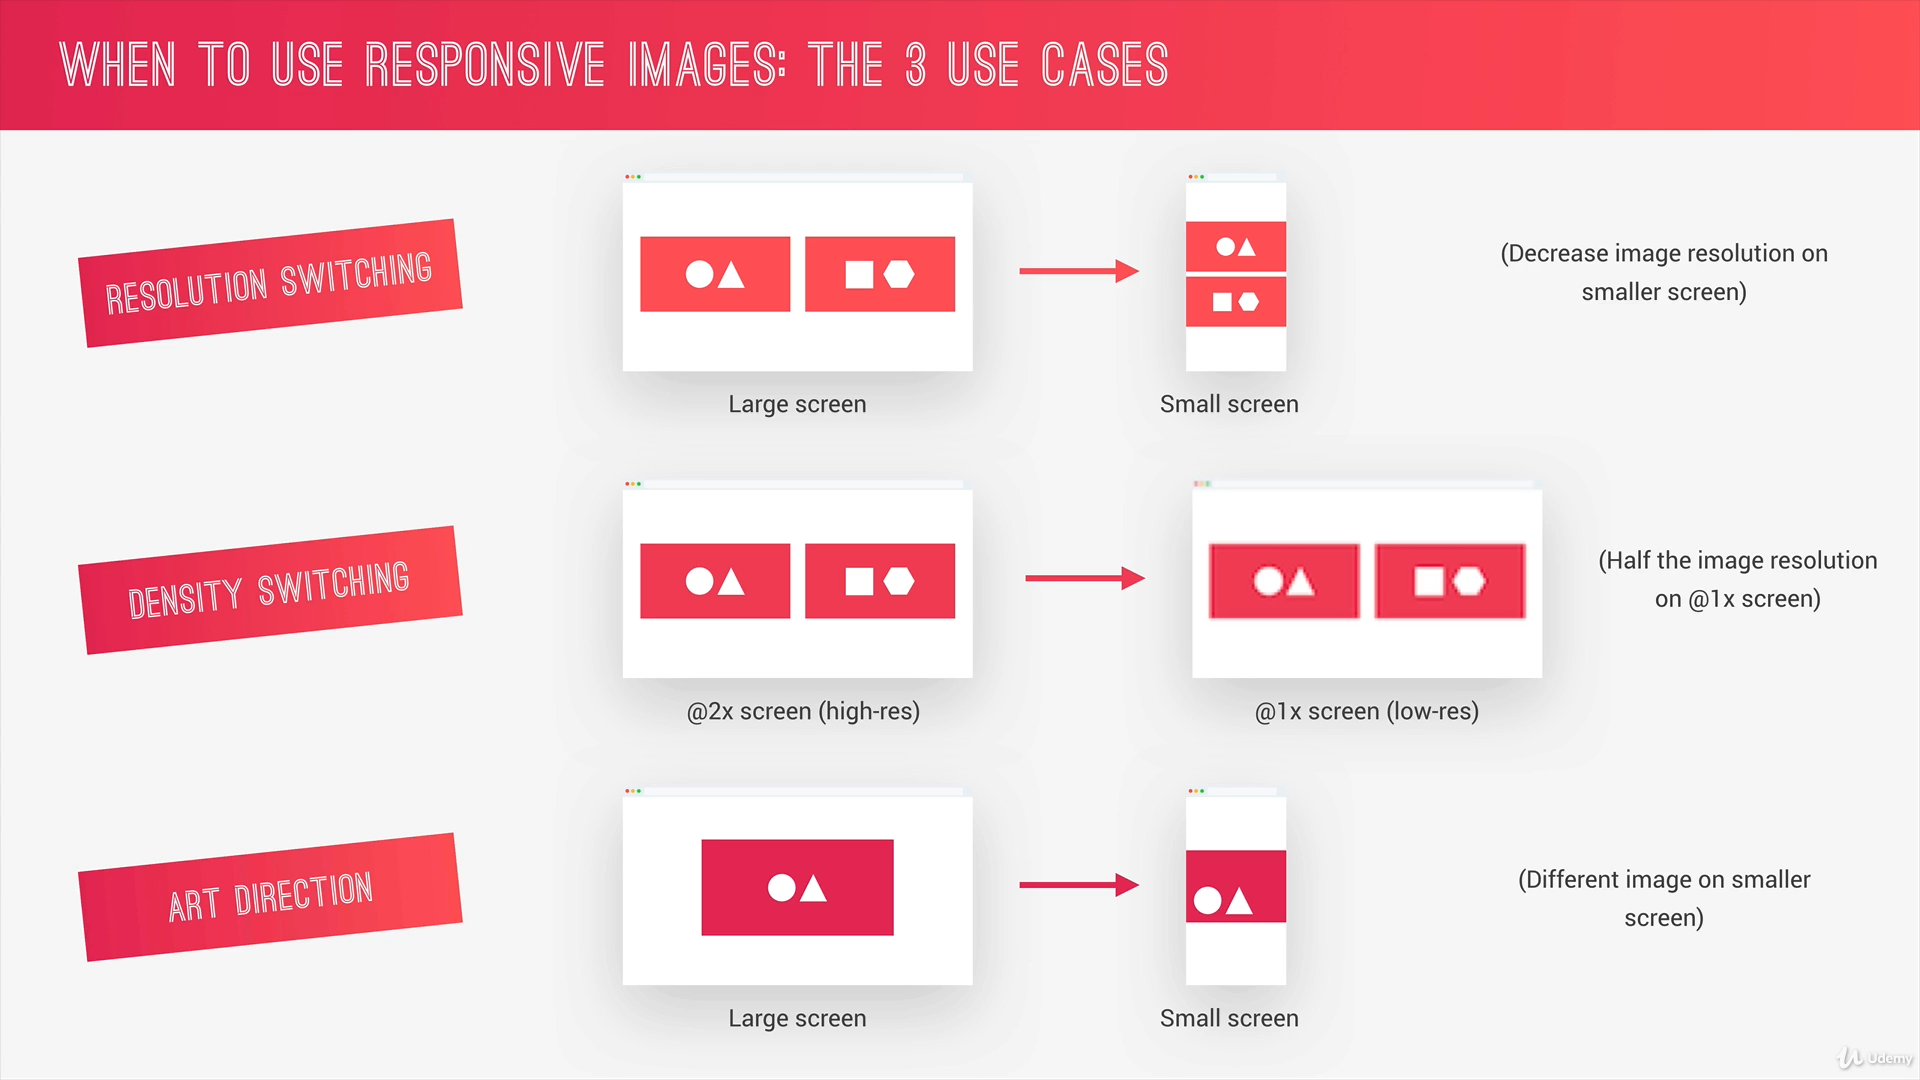 WHEN TO USE RESPONSIVE IMAGES: THE 3 USE CASES
RESOLUTION SWITCHING
Large screen
Small screen
(Decrease image resolution on
smaller screen)
DENSITY SWITCHING
@2x screen (high-res)
@1x screen (low-res)
(Half the image resolution
on @1x screen)
ART DIRECTION
Large screen
Small screen
(Different image on smaller
screen)
Udemy